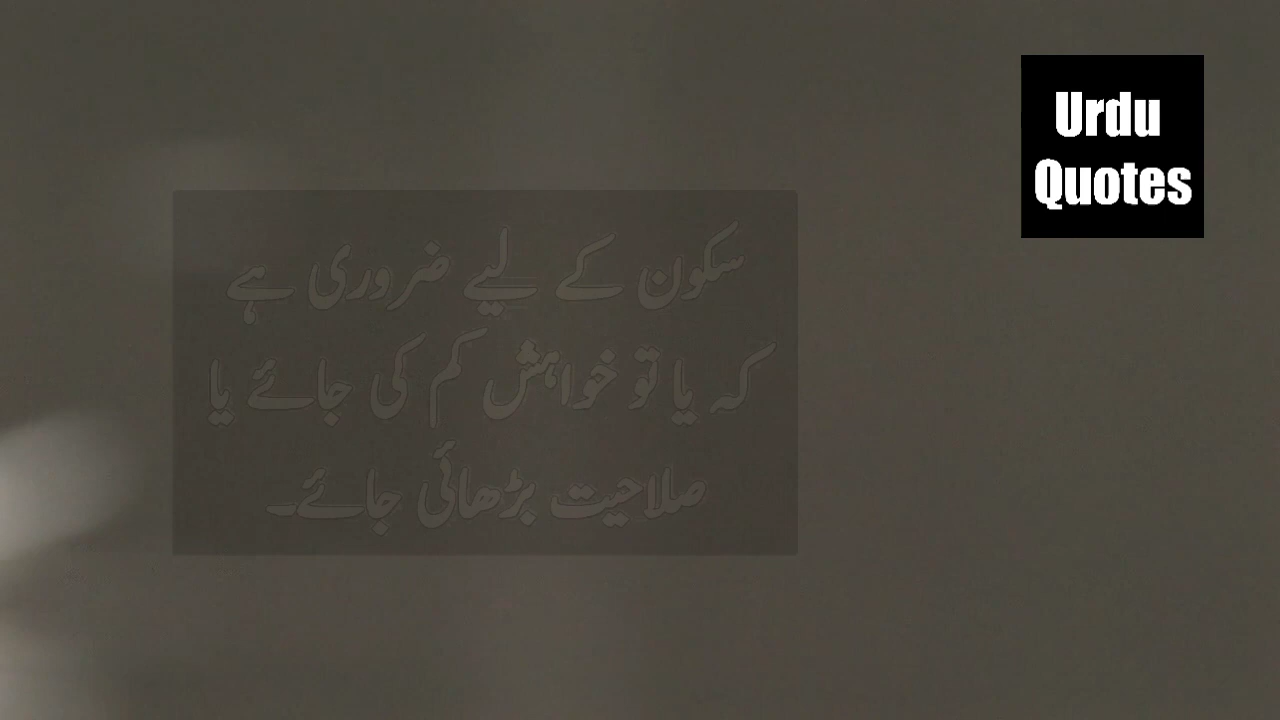 Urdu
Quotes
سکون کے لیے ضروری ہے
کہ یا تو خواہش کم کی جائے یا
صلاحیت بڑھائی جائے۔